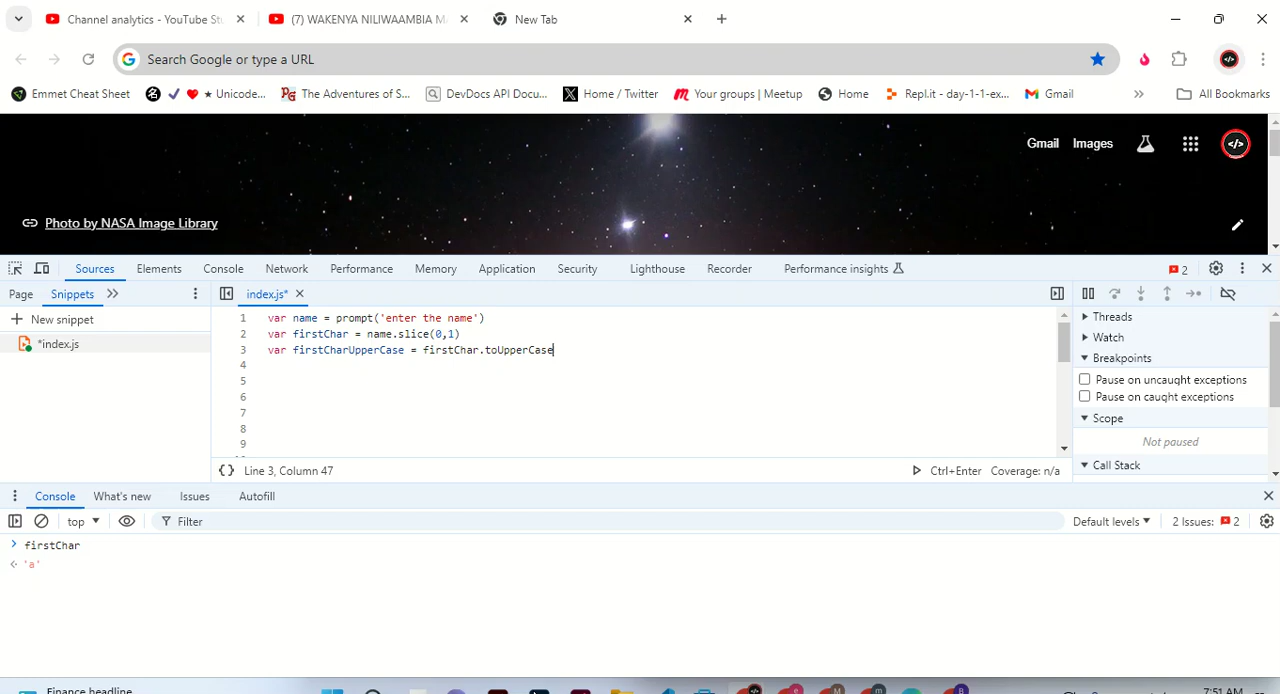 Channel analytics - YouTube Stu
(7) WAKENYA NILIWAAMBIA M
New Tab
Search Google or type a URL
Emmet Cheat Sheet
★ Unicode...
The Adventures of S...
DevDocs API Docu...
Home / Twitter
Your groups | Meetup
Home
Repl.it - day-1-1-ex...
Gmail
All Bookmarks
Gmail Images
Photo by NASA Image Library
Sources Elements Console Network Performance Memory Application Security Lighthouse Recorder Performance insights 2
Page Snippets index.js*
New snippet
*index.js
1 var name = prompt('enter the name')
2 var firstChar = name.slice(0,1)
3 var firstCharUpperCase = firstChar.toUpperCase
4
5
6
7
8
9
Threads
Watch
Breakpoints
Pause on uncaught exceptions
Pause on caught exceptions
Scope
Not paused
Call Stack
{} Line 3, Column 47 Ctrl+Enter Coverage: n/a
Console What's new Issues Autofill
top Filter Default levels 2 Issues: 2
> firstChar
'a'
Finance headline
7:51 AM